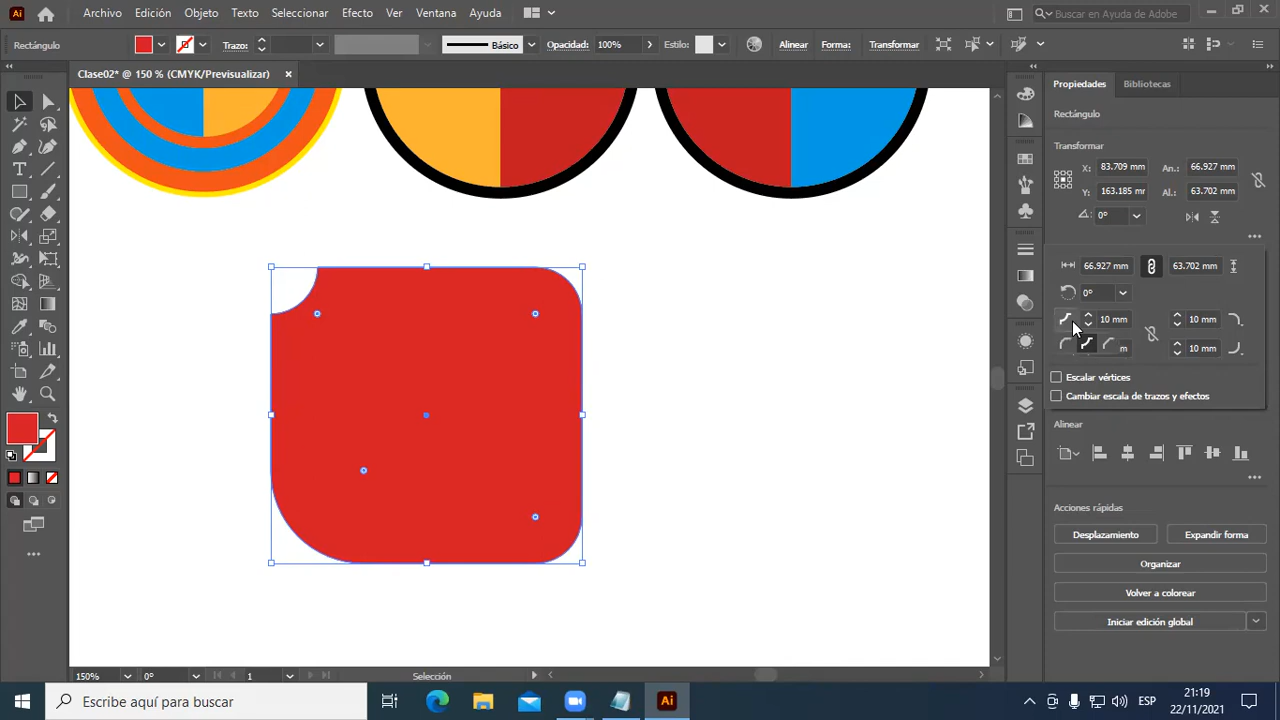 Ai Archivo Edición Objeto Texto Seleccionar Efecto Ver Ventana Ayuda Buscar en Ayuda de Adobe
Rectángulo Trazo: Básico Opacidad: 100% Estilo: Alinear Forma: Transformar
Clase02* @ 150 % (CMYK/Previsualizar)
Propiedades Bibliotecas
Rectángulo
Transformar
X: 83.709 mm An.: 66.927 mm
Y: 163.185 mm Al.: 63.702 mm
0°
66.927 mm 63.702 mm
0°
10 mm 10 mm
m 10 mm
Escalar vértices
Cambiar escala de trazos y efectos
Alinear
Acciones rápidas
Desplazamiento Expandir forma
Organizar
Volver a colorear
Iniciar edición global
150% 0° 1 Selección
Escribe aquí para buscar Ai ESP 21:19
22/11/2021